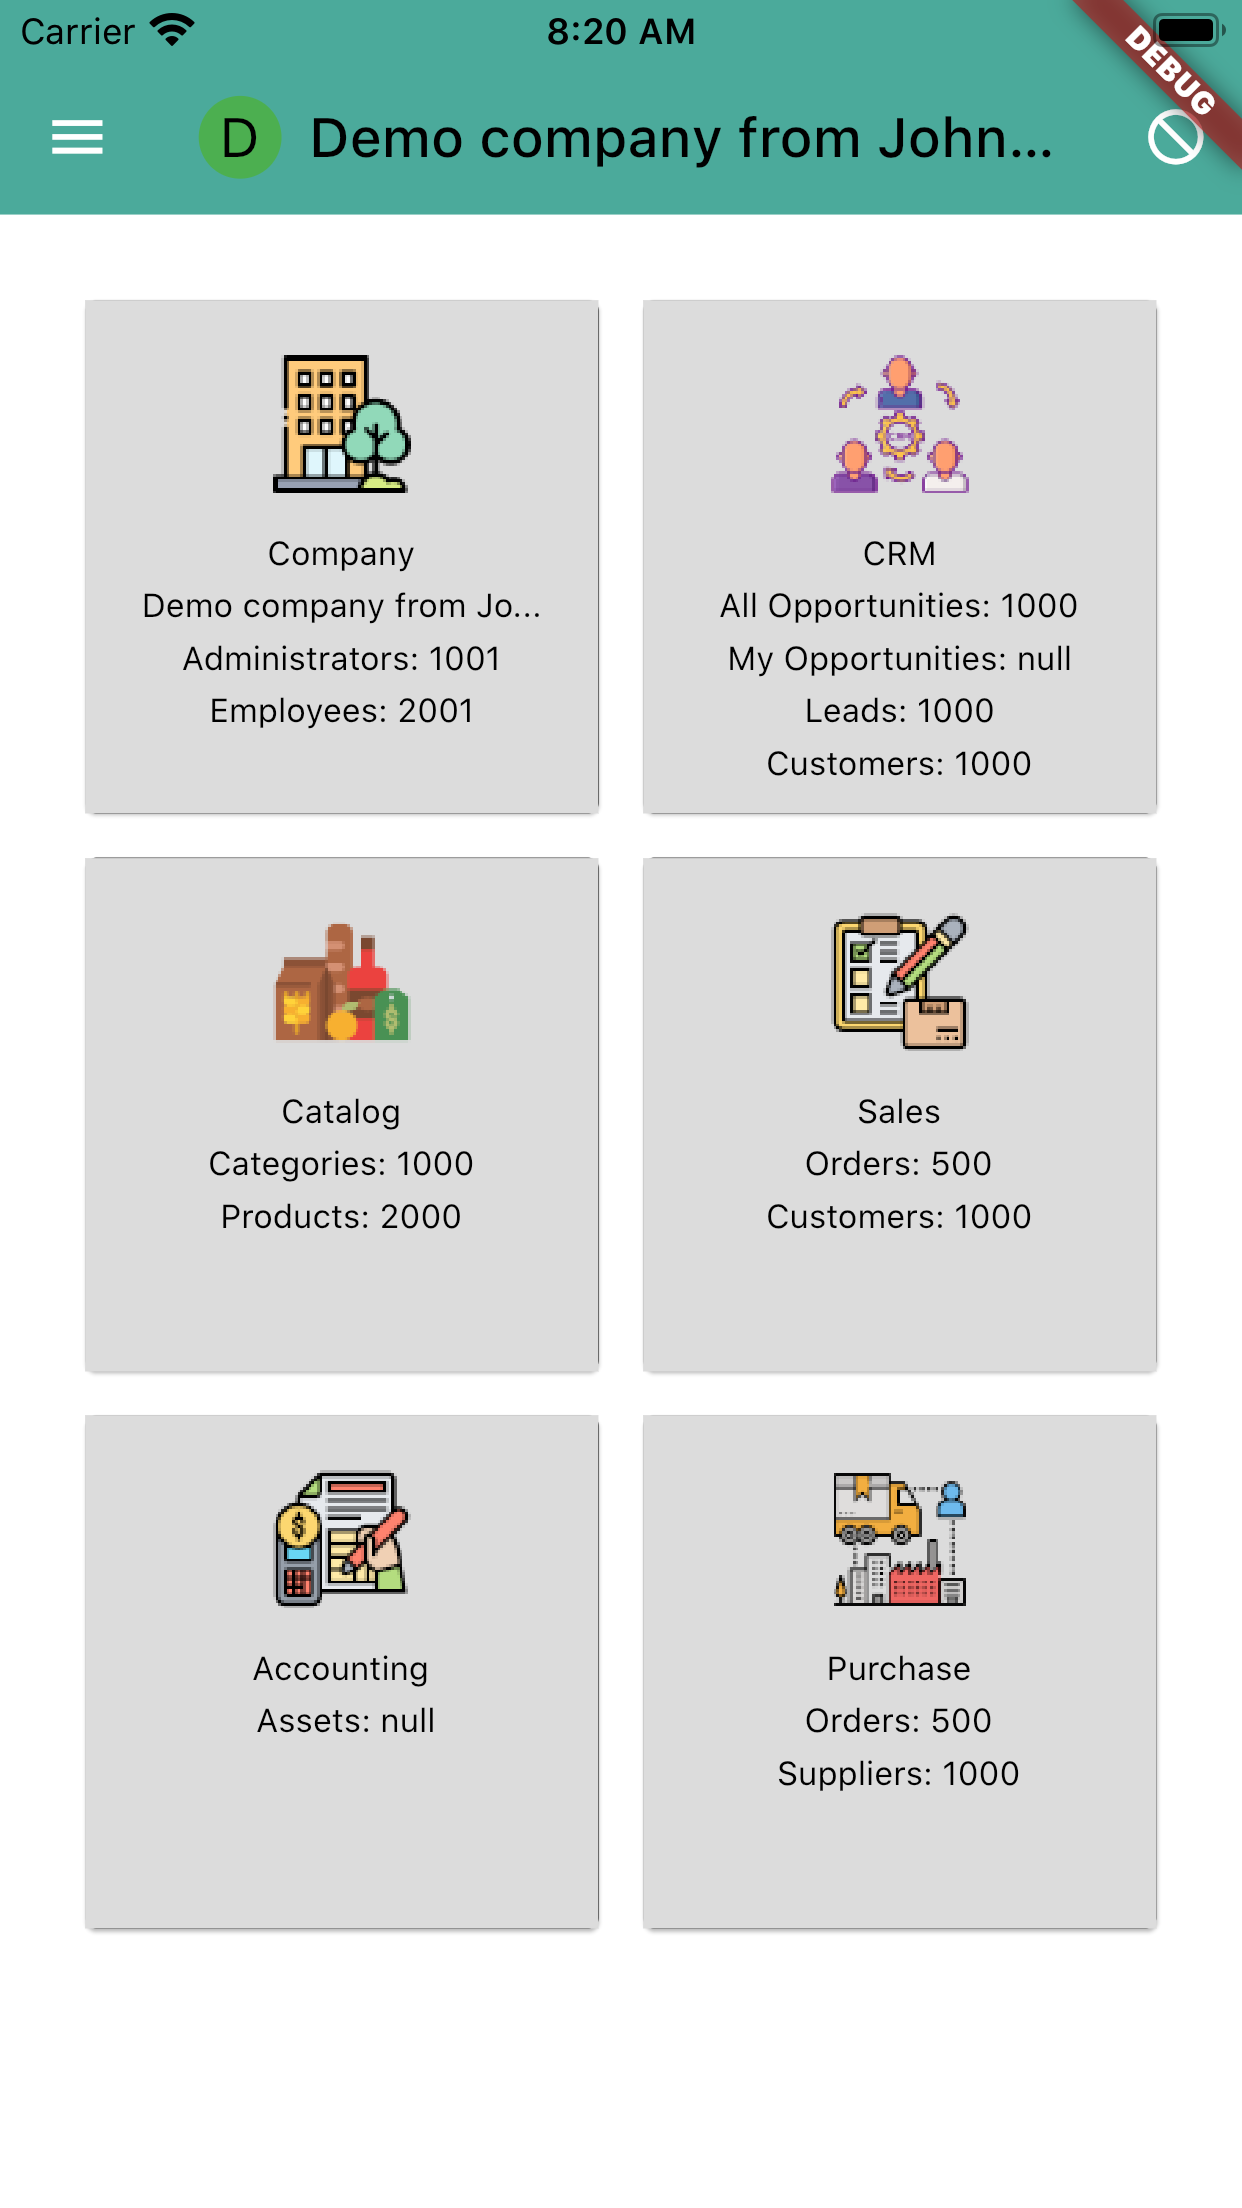 Carrier 8:20 AM
DEBUG
D Demo company from John...
Company
Demo company from Jo...
Administrators: 1001
Employees: 2001
CRM
All Opportunities: 1000
My Opportunities: null
Leads: 1000
Customers: 1000
Catalog
Categories: 1000
Products: 2000
Sales
Orders: 500
Customers: 1000
Accounting
Assets: null
Purchase
Orders: 500
Suppliers: 1000